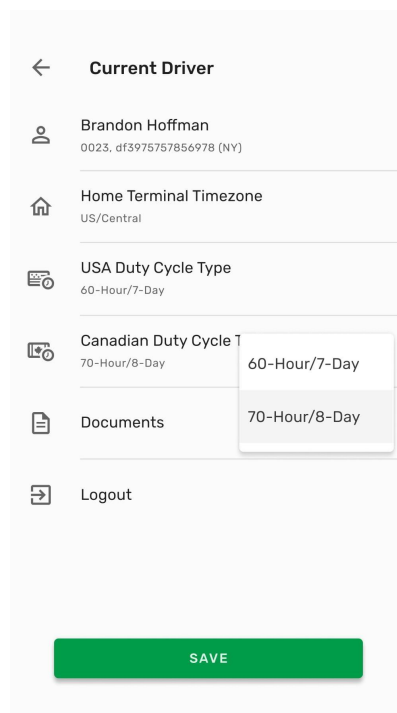 Current Driver
Brandon Hoffman
0023, df3975757856978 (NY)
Home Terminal Timezone
US/Central
USA Duty Cycle Type
60-Hour/7-Day
Canadian Duty Cycle
70-Hour/8-Day
60-Hour/7-Day
70-Hour/8-Day
Documents
Logout
SAVE